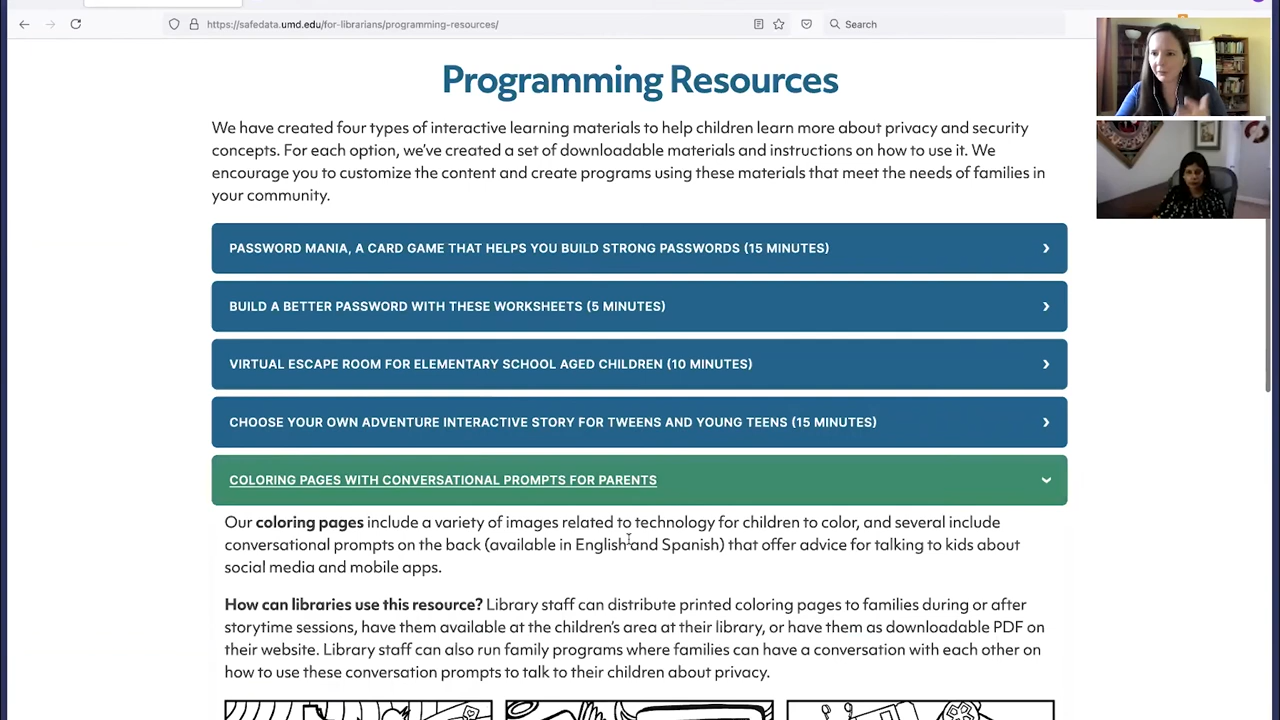 https://safedata.umd.edu/for-librarians/programming-resources/
Search
Programming Resources
We have created four types of interactive learning materials to help children learn more about privacy and security
concepts. For each option, we've created a set of downloadable materials and instructions on how to use it. We
encourage you to customize the content and create programs using these materials that meet the needs of families in
your community.
PASSWORD MANIA, A CARD GAME THAT HELPS YOU BUILD STRONG PASSWORDS (15 MINUTES)
BUILD A BETTER PASSWORD WITH THESE WORKSHEETS (5 MINUTES)
VIRTUAL ESCAPE ROOM FOR ELEMENTARY SCHOOL AGED CHILDREN (10 MINUTES)
CHOOSE YOUR OWN ADVENTURE INTERACTIVE STORY FOR TWEENS AND YOUNG TEENS (15 MINUTES)
COLORING PAGES WITH CONVERSATIONAL PROMPTS FOR PARENTS
Our coloring pages include a variety of images related to technology for children to color, and several include
conversational prompts on the back (available in English and Spanish) that offer advice for talking to kids about
social media and mobile apps.
How can libraries use this resource? Library staff can distribute printed coloring pages to families during or after
storytime sessions, have them available at the children's area at their library, or have them as downloadable PDF on
their website. Library staff can also run family programs where families can have a conversation with each other on
how to use these conversation prompts to talk to their children about privacy.